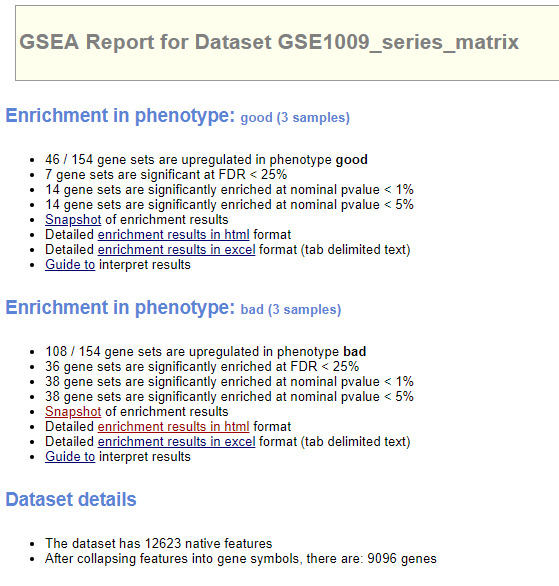 GSEA Report for Dataset GSE1009_series_matrix
Enrichment in phenotype: good (3 samples)
46 / 154 gene sets are upregulated in phenotype good
7 gene sets are significant at FDR < 25%
14 gene sets are significantly enriched at nominal pvalue < 1%
14 gene sets are significantly enriched at nominal pvalue < 5%
Snapshot of enrichment results
Detailed enrichment results in html format
Detailed enrichment results in excel format (tab delimited text)
Guide to interpret results
Enrichment in phenotype: bad (3 samples)
108 / 154 gene sets are upregulated in phenotype bad
36 gene sets are significantly enriched at FDR < 25%
38 gene sets are significantly enriched at nominal pvalue < 1%
38 gene sets are significantly enriched at nominal pvalue < 5%
Snapshot of enrichment results
Detailed enrichment results in html format
Detailed enrichment results in excel format (tab delimited text)
Guide to interpret results
Dataset details
The dataset has 12623 native features
After collapsing features into gene symbols, there are: 9096 genes